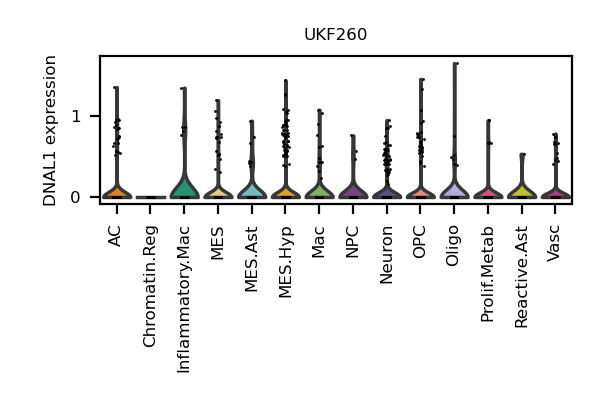 UKF260
DNAL1 expression
1
0
AC
Chromatin.Reg
Inflammatory.Mac
MES
MES.Ast
MES.Hyp
Mac
NPC
Neuron
OPC
Oligo
Prolif.Metab
Reactive.Ast
Vasc